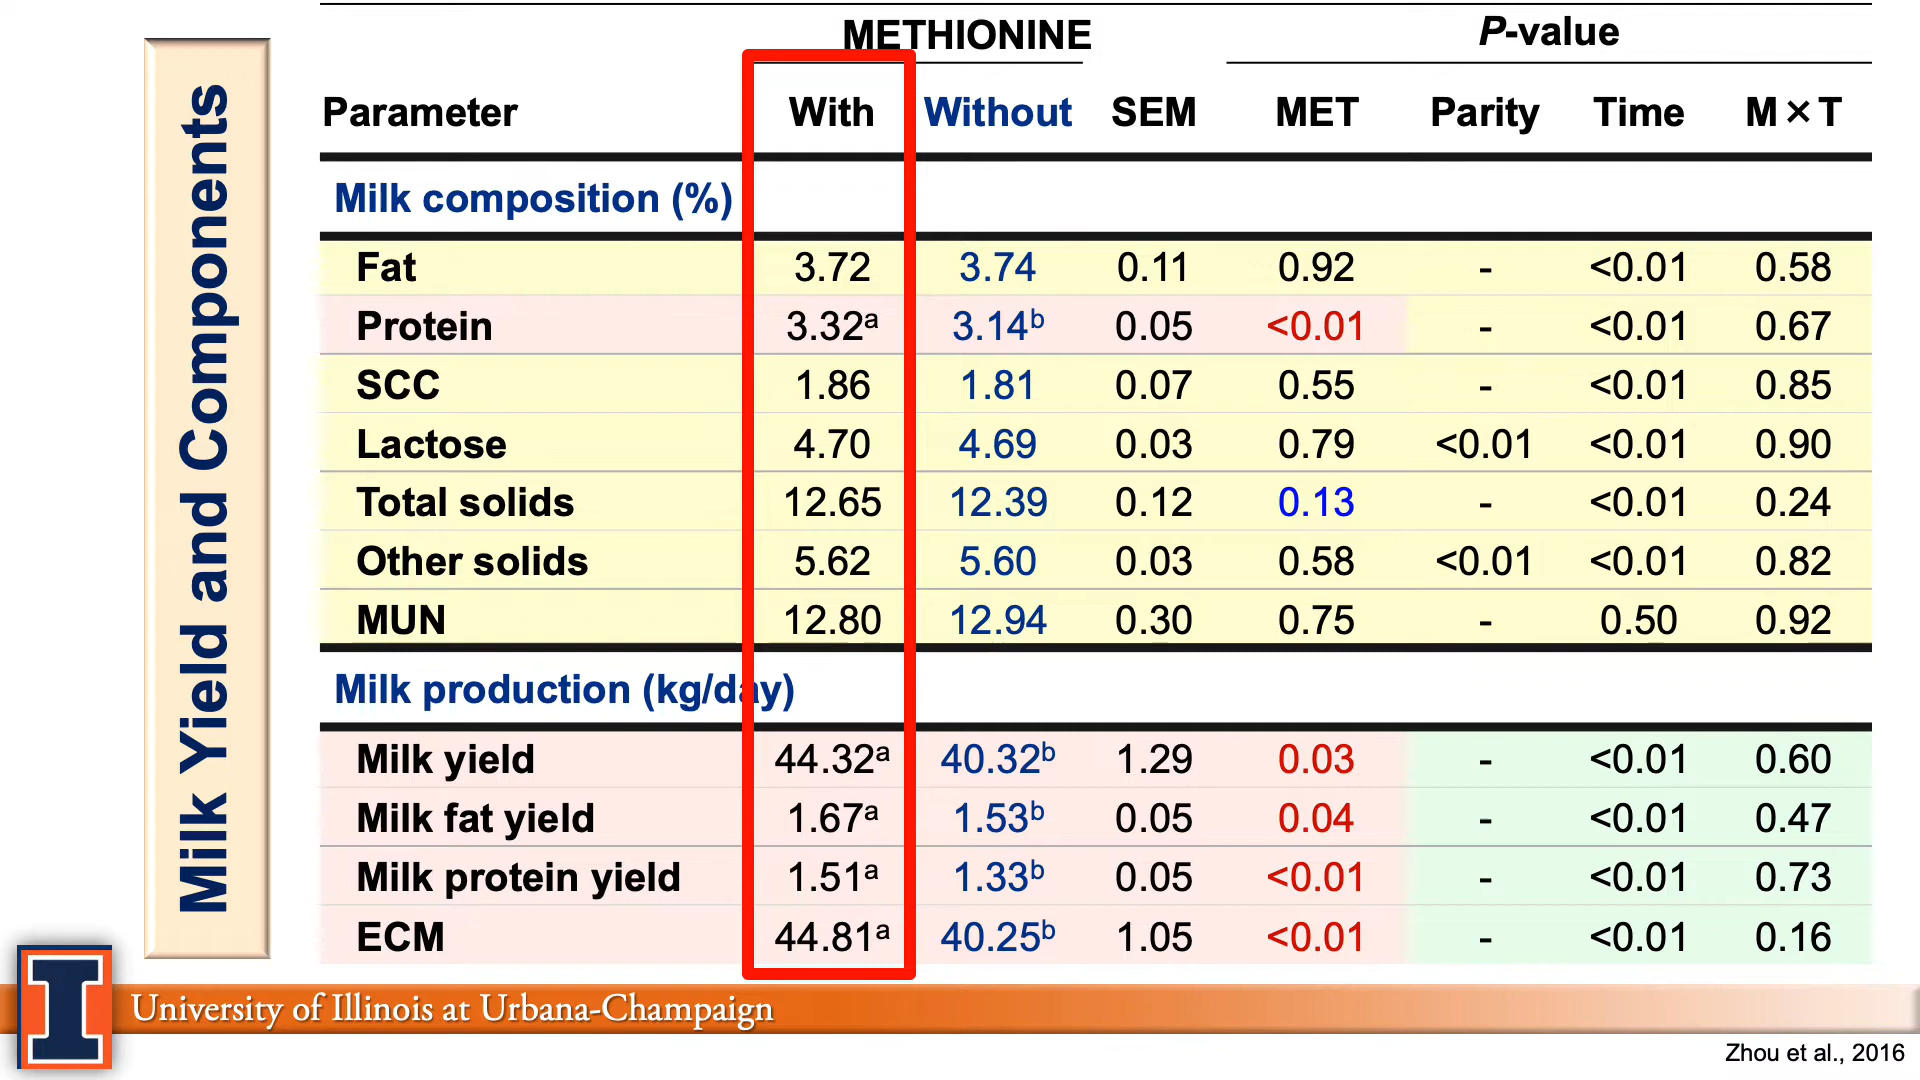 Milk Yield and Components
METHIONINE P-value
Parameter With Without SEM MET Parity Time M × T
Milk composition (%)
Fat 3.72 3.74 0.11 0.92 - <0.01 0.58
Protein 3.32ᵃ 3.14ᵇ 0.05 <0.01 - <0.01 0.67
SCC 1.86 1.81 0.07 0.55 - <0.01 0.85
Lactose 4.70 4.69 0.03 0.79 <0.01 <0.01 0.90
Total solids 12.65 12.39 0.12 0.13 - <0.01 0.24
Other solids 5.62 5.60 0.03 0.58 <0.01 <0.01 0.82
MUN 12.80 12.94 0.30 0.75 - 0.50 0.92
Milk production (kg/day)
Milk yield 44.32ᵃ 40.32ᵇ 1.29 0.03 - <0.01 0.60
Milk fat yield 1.67ᵃ 1.53ᵇ 0.05 0.04 - <0.01 0.47
Milk protein yield 1.51ᵃ 1.33ᵇ 0.05 <0.01 - <0.01 0.73
ECM 44.81ᵃ 40.25ᵇ 1.05 <0.01 - <0.01 0.16
University of Illinois at Urbana-Champaign
Zhou et al., 2016